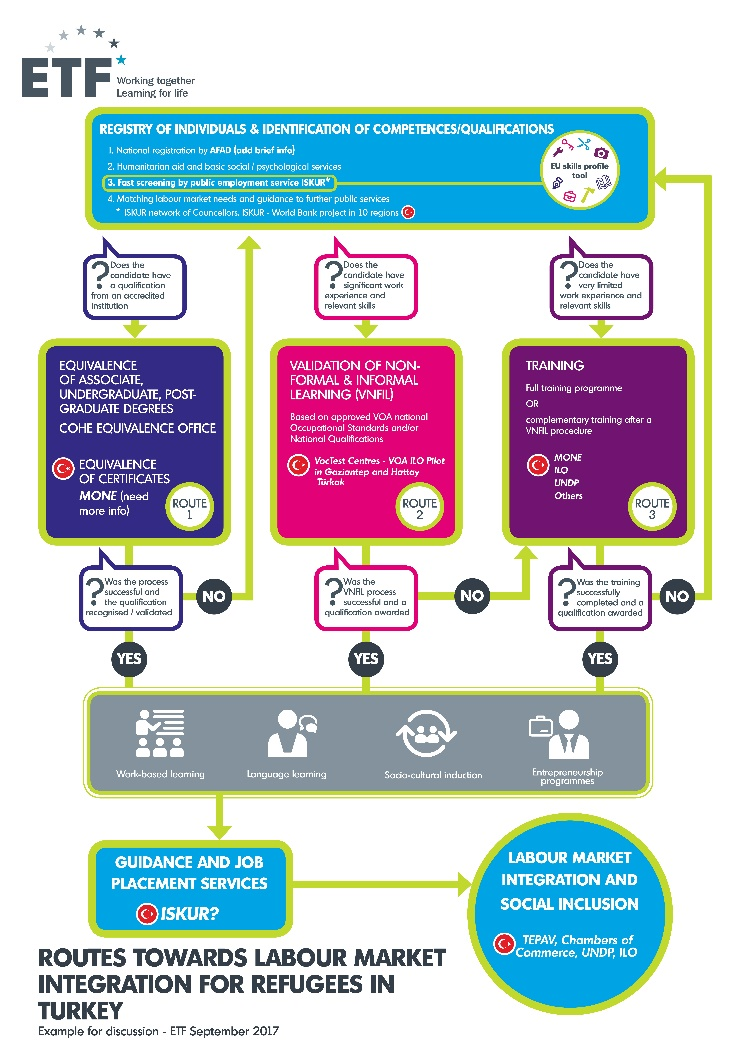 ETF
Working together
Learning for life
REGISTRY OF INDIVIDUALS & IDENTIFICATION OF COMPETENCES/QUALIFICATIONS
1. National registration by AFAD (add brief info)
2. Humanitarian aid and basic social / psychological services
3. Fast screening by public employment service ISKUR*
4. Matching labour market needs and guidance to further public services
* ISKUR network of Counsellors. ISKUR - World Bank project in 10 regions
EU skills profile
tool
? Does the
candidate have
a qualification
from an accredited
institution
? Does the
candidate have
significant work
experience and
relevant skills
? Does the
candidate have
very limited
work experience and
relevant skills
EQUIVALENCE
OF ASSOCIATE,
UNDERGRADUATE, POST-
GRADUATE DEGREES
COHE EQUIVALENCE OFFICE
EQUIVALENCE
OF CERTIFICATES
MONE (need
more info)
ROUTE
1
VALIDATION OF NON-
FORMAL & INFORMAL
LEARNING (VNFIL)
Based on approved VQA national
Occupational Standards and/or
National Qualifications
VocTest Centres - VQA ILO Pilot
in Gaziantep and Hattay
Türkak
ROUTE
2
TRAINING
Full training programme
OR
complementary training after a
VNFIL procedure
MONE
ILO
UNDP
Others
ROUTE
3
? Was the process
successful and
the qualification
recognised / validated
NO
? Was the
VNFIL process
successful and a
qualification awarded
NO
? Was the training
successfully
completed and a
qualification awarded
NO
YES
YES
YES
Work-based learning
Language learning
Socio-cultural induction
Entrepreneurship
programmes
GUIDANCE AND JOB
PLACEMENT SERVICES
ISKUR?
LABOUR MARKET
INTEGRATION AND
SOCIAL INCLUSION
TEPAV, Chambers of
Commerce, UNDP, ILO
ROUTES TOWARDS LABOUR MARKET
INTEGRATION FOR REFUGEES IN
TURKEY
Example for discussion - ETF September 2017